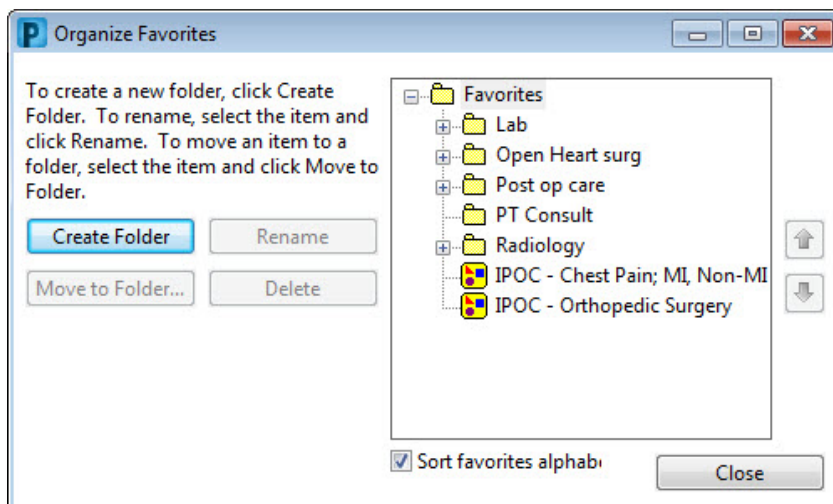 Organize Favorites
To create a new folder, click Create
Folder. To rename, select the item and
click Rename. To move an item to a
folder, select the item and click Move to
Folder.
Create Folder
Rename
Move to Folder...
Delete
Favorites
Lab
Open Heart surg
Post op care
PT Consult
Radiology
IPOC - Chest Pain; MI, Non-MI
IPOC - Orthopedic Surgery
Sort favorites
Close